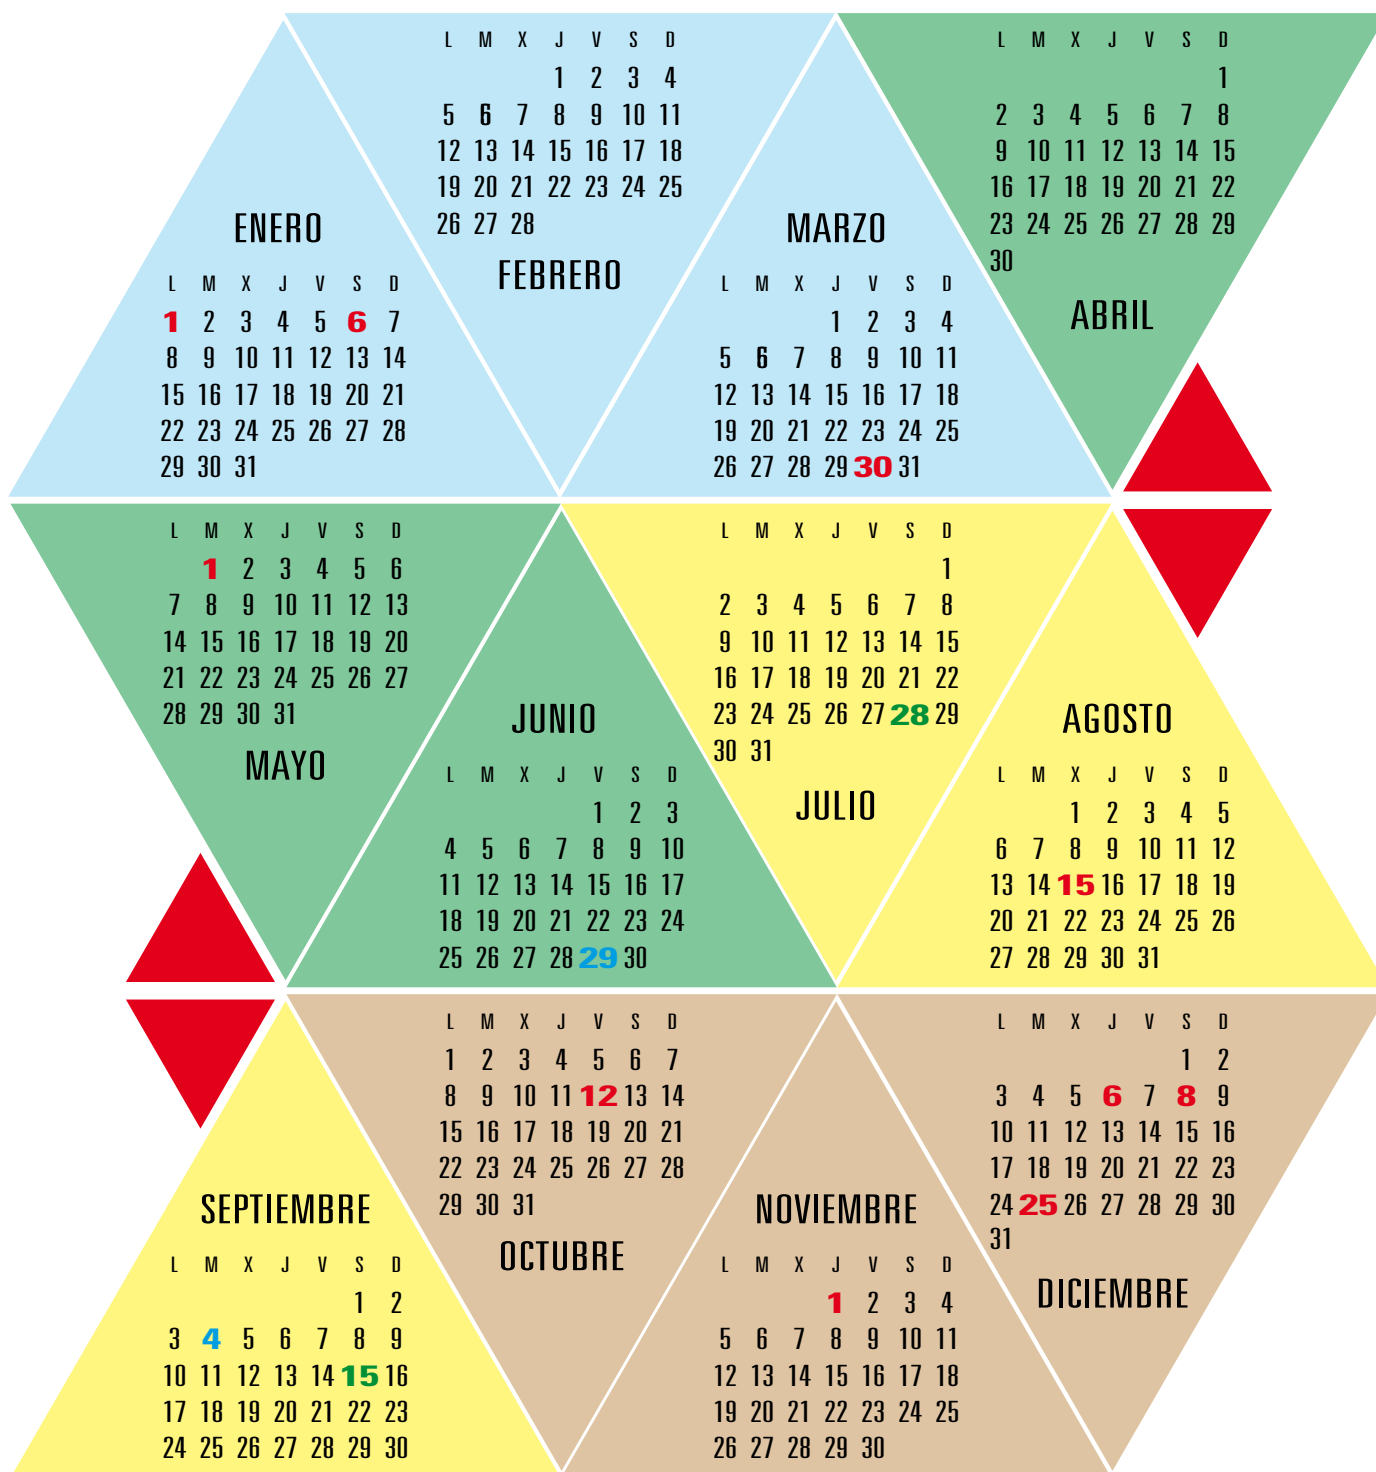 ENERO
L M X J V S D
1 2 3 4 5 6 7
8 9 10 11 12 13 14
15 16 17 18 19 20 21
22 23 24 25 26 27 28
29 30 31
L M X J V S D
1 2 3 4
5 6 7 8 9 10 11
12 13 14 15 16 17 18
19 20 21 22 23 24 25
26 27 28
FEBRERO
MARZO
L M X J V S D
1 2 3 4
5 6 7 8 9 10 11
12 13 14 15 16 17 18
19 20 21 22 23 24 25
26 27 28 29 30 31
L M X J V S D
1
2 3 4 5 6 7 8
9 10 11 12 13 14 15
16 17 18 19 20 21 22
23 24 25 26 27 28 29
30
ABRIL
L M X J V S D
1 2 3 4 5 6
7 8 9 10 11 12 13
14 15 16 17 18 19 20
21 22 23 24 25 26 27
28 29 30 31
MAYO
JUNIO
L M X J V S D
1 2 3
4 5 6 7 8 9 10
11 12 13 14 15 16 17
18 19 20 21 22 23 24
25 26 27 28 29 30
L M X J V S D
1
2 3 4 5 6 7 8
9 10 11 12 13 14 15
16 17 18 19 20 21 22
23 24 25 26 27 28 29
30 31
JULIO
AGOSTO
L M X J V S D
1 2 3 4 5
6 7 8 9 10 11 12
13 14 15 16 17 18 19
20 21 22 23 24 25 26
27 28 29 30 31
SEPTIEMBRE
L M X J V S D
1 2
3 4 5 6 7 8 9
10 11 12 13 14 15 16
17 18 19 20 21 22 23
24 25 26 27 28 29 30
L M X J V S D
1 2 3 4 5 6 7
8 9 10 11 12 13 14
15 16 17 18 19 20 21
22 23 24 25 26 27 28
29 30 31
OCTUBRE
NOVIEMBRE
L M X J V S D
1 2 3 4
5 6 7 8 9 10 11
12 13 14 15 16 17 18
19 20 21 22 23 24 25
26 27 28 29 30
L M X J V S D
1 2
3 4 5 6 7 8 9
10 11 12 13 14 15 16
17 18 19 20 21 22 23
24 25 26 27 28 29 30
31
DICIEMBRE